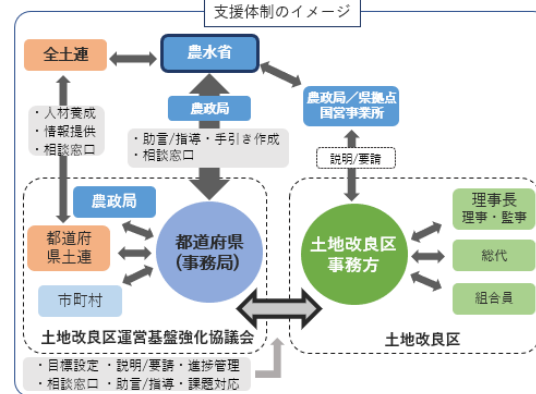 支援体制のイメージ
全土連
農水省
農政局
農政局／県拠点
国営事業所
・人材養成
・情報提供
・相談窓口
・助言/指導・手引き作成
・相談窓口
説明/要請
農政局
都道府
県土連
市町村
都道府県
(事務局)
土地改良区
事務方
理事長
理事・監事
総代
組合員
土地改良区運営基盤強化協議会
土地改良区
・目標設定 ・説明/要請・進捗管理
・相談窓口 ・助言/指導・課題対応